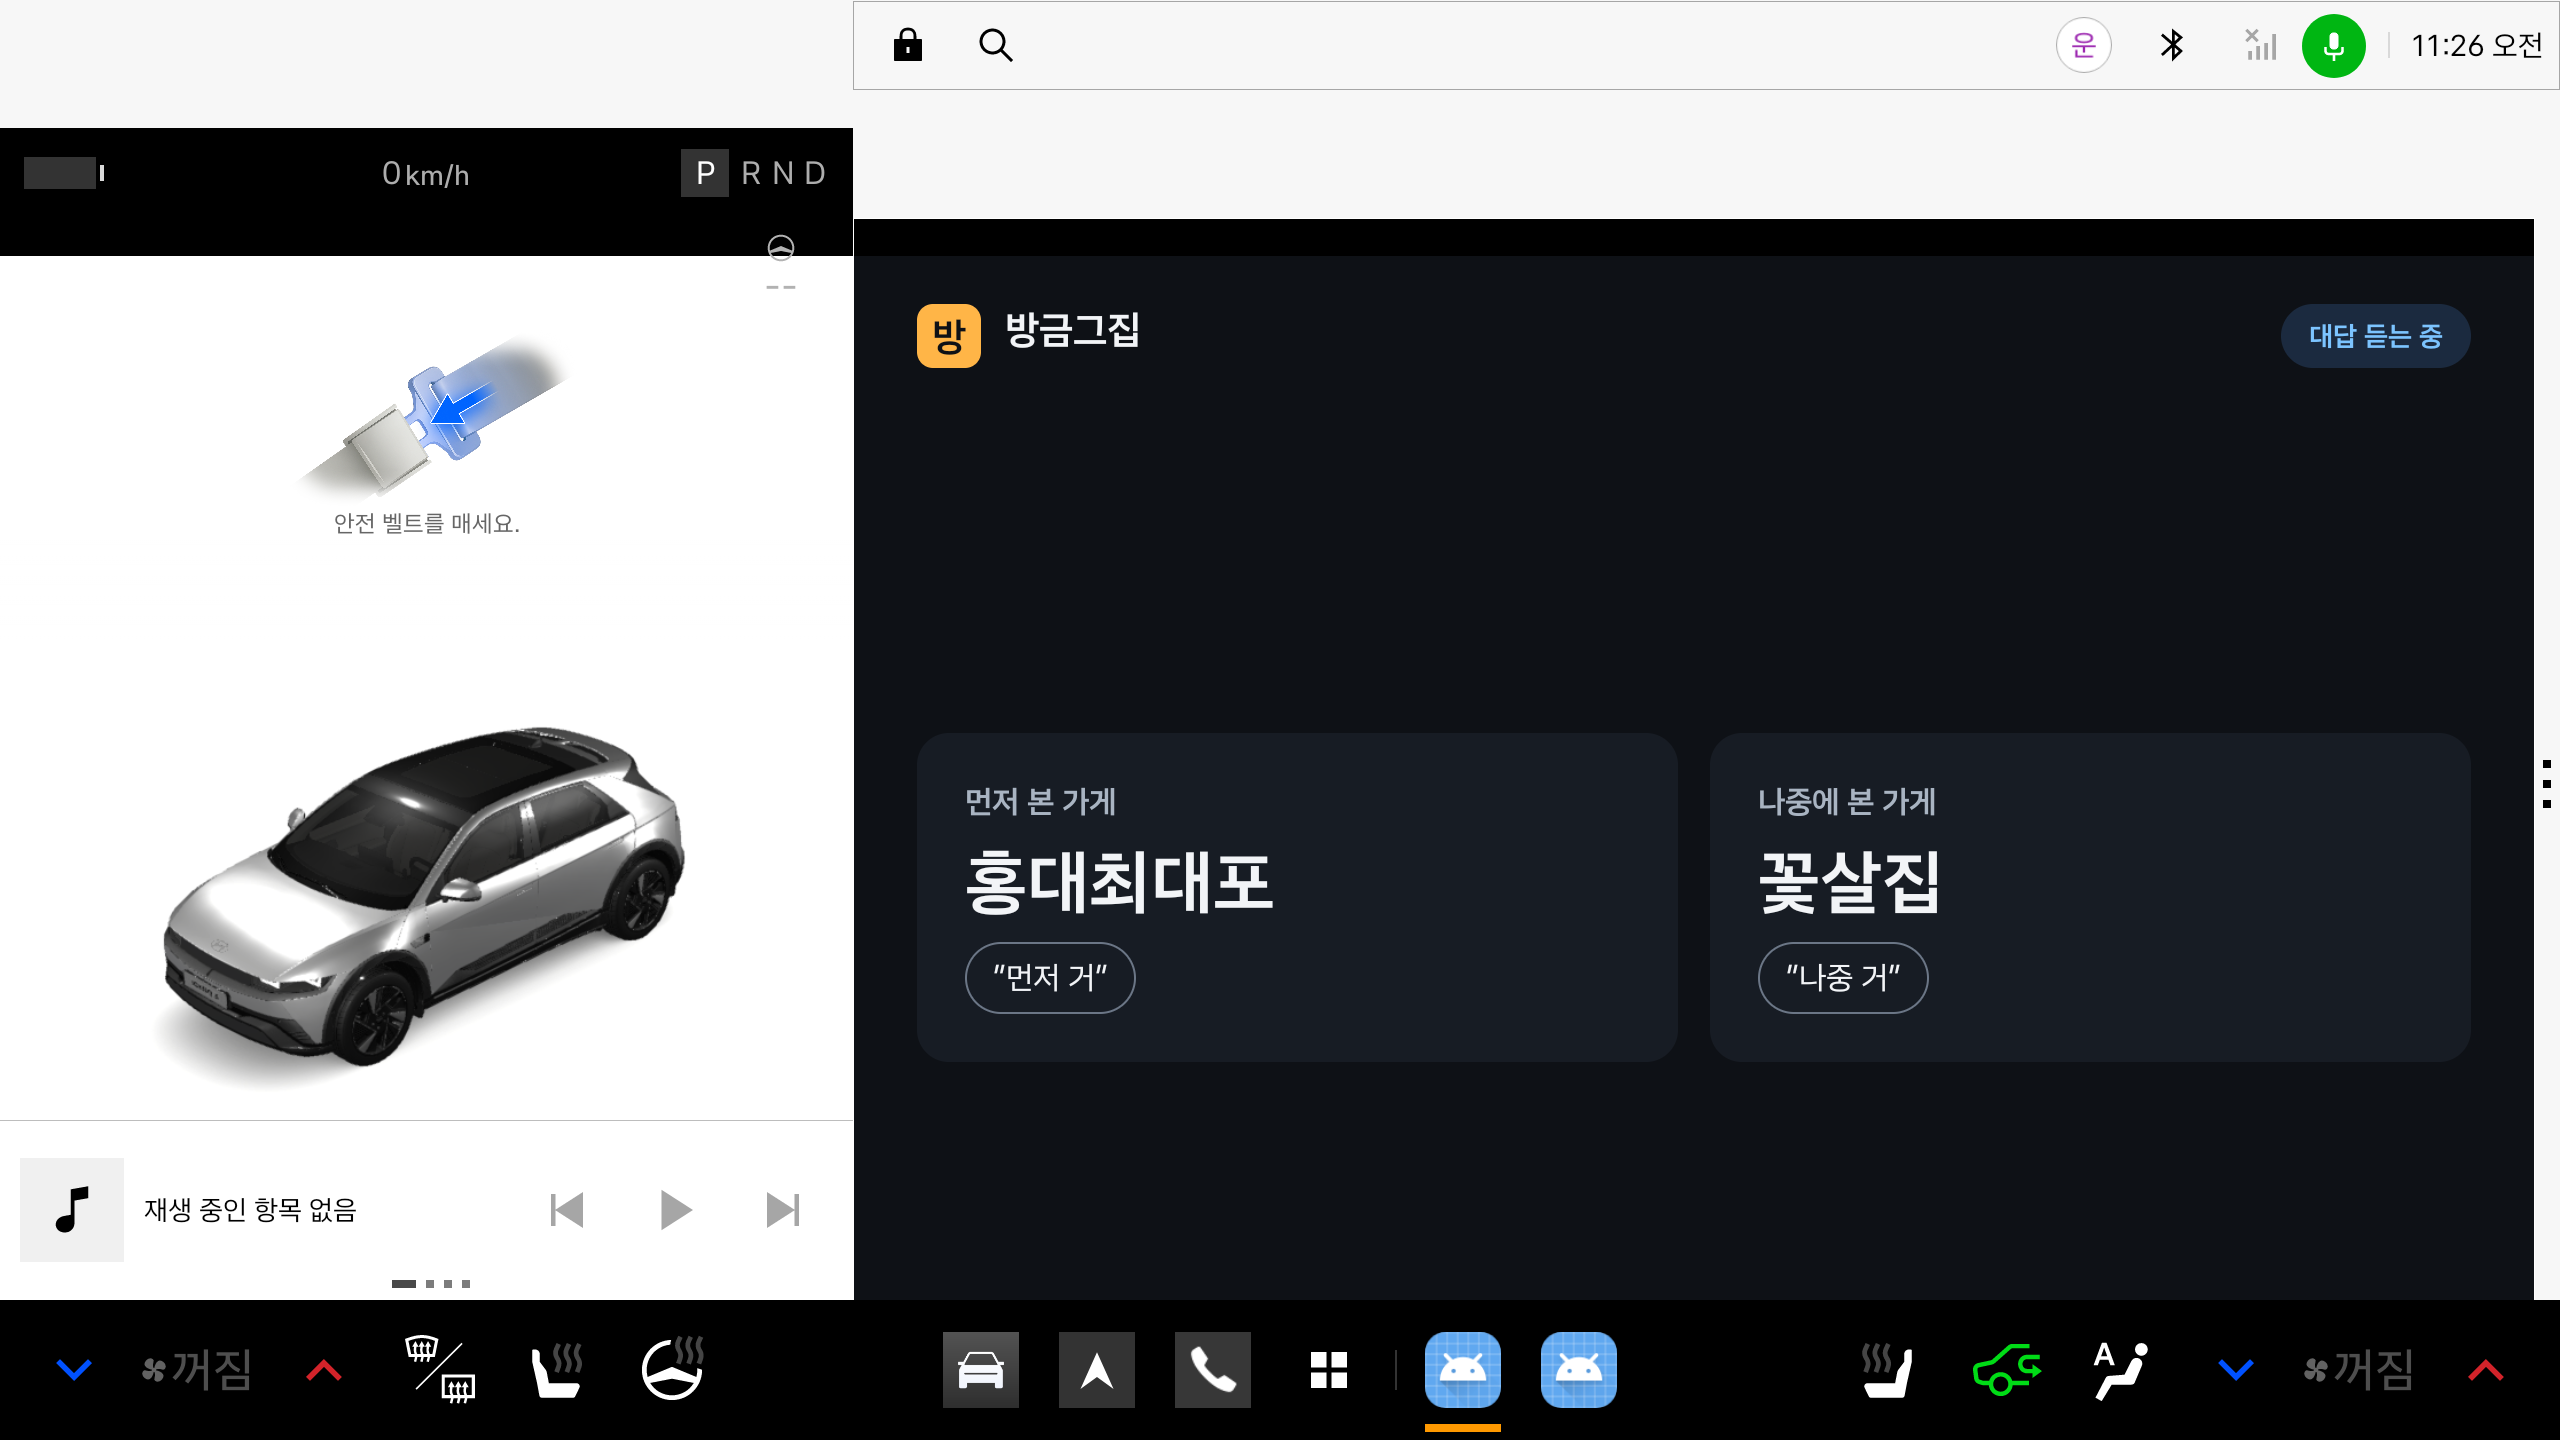 운
11:26 오전
0 km/h
P R N D
--
안전 벨트를 매세요.
재생 중인 항목 없음
방
방금그집
대답 듣는 중
먼저 본 가게
홍대최대포
"먼저 거"
나중에 본 가게
꽃살집
"나중 거"
꺼짐
A
꺼짐